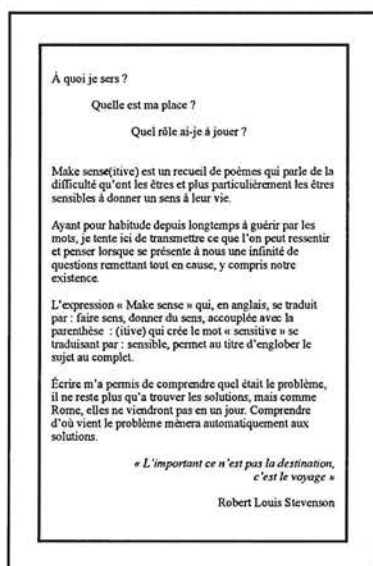 À quoi je sers ?
Quelle est ma place ?
Quel rôle ai-je à jouer ?
Make sense(itive) est un recueil de poèmes qui parle de la
difficulté qu'ont les êtres et plus particulièrement les êtres
sensibles à donner un sens à leur vie.
Ayant pour habitude depuis longtemps à guérir par les
mots, je tente ici de transmettre ce que l'on peut ressentir
et penser lorsque se présente à nous une infinité de
questions remettant tout en cause, y compris notre
existence.
L'expression « Make sense » qui, en anglais, se traduit
par : faire sens, donner du sens, accouplée avec la
parenthèse : (itive) qui crée le mot « sensitive » se
traduisant par : sensible, permet au titre d'englober le
sujet au complet.
Écrire m'a permis de comprendre quel était le problème,
il ne reste plus qu'a trouver les solutions, mais comme
Rome, elles ne viendront pas en un jour. Comprendre
d'où vient le problème mènera automatiquement aux
solutions.
« L'important ce n'est pas la destination,
c'est le voyage »
Robert Louis Stevenson